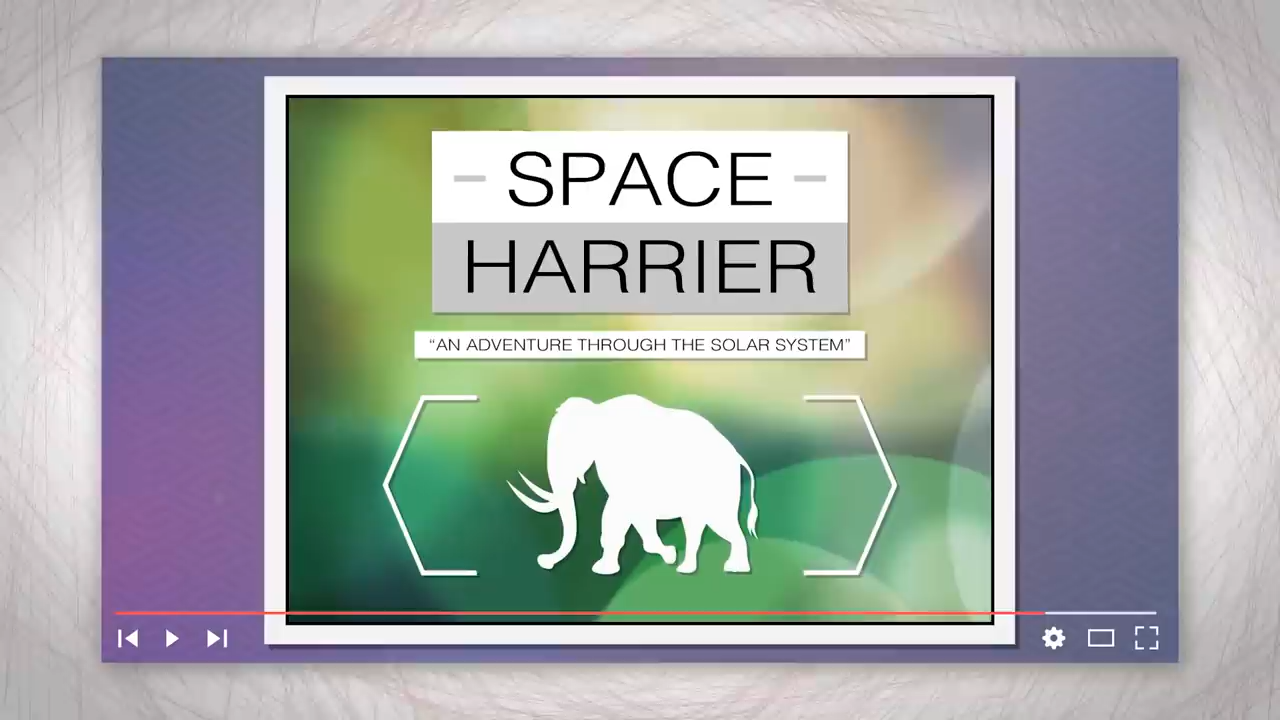 SPACE
HARRIER
“AN ADVENTURE THROUGH THE SOLAR SYSTEM”